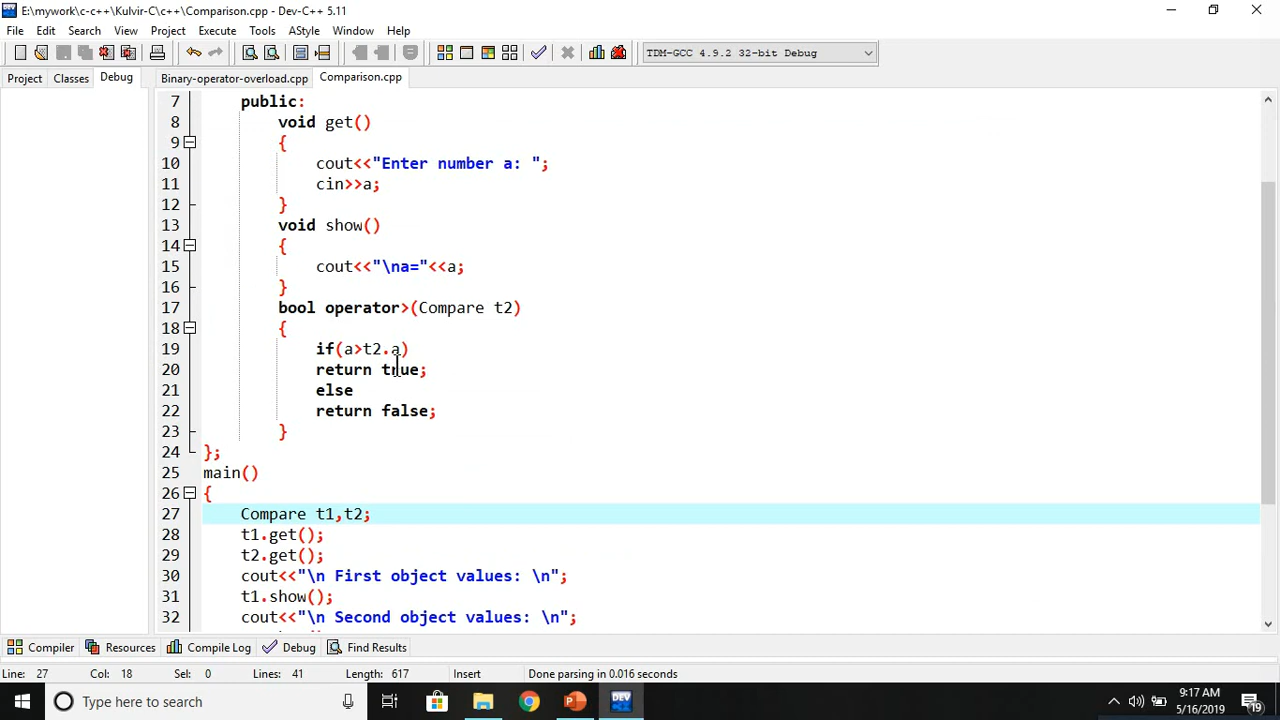 E:\mywork\c-c++\Kulvir-C\c++\Comparison.cpp - Dev-C++ 5.11
File Edit Search View Project Execute Tools AStyle Window Help
TDM-GCC 4.9.2 32-bit Debug
Project Classes Debug Binary-operator-overload.cpp Comparison.cpp
7 public:
8 void get()
9 {
10 cout<<"Enter number a: ";
11 cin>>a;
12 }
13 void show()
14 {
15 cout<<"\na="<<a;
16 }
17 bool operator>(Compare t2)
18 {
19 if(a>t2.a)
20 return true;
21 else
22 return false;
23 }
24 };
25 main()
26 {
27 Compare t1,t2;
28 t1.get();
29 t2.get();
30 cout<<"\n First object values: \n";
31 t1.show();
32 cout<<"\n Second object values: \n";
Compiler Resources Compile Log Debug Find Results
Line: 27 Col: 18 Sel: 0 Lines: 41 Length: 617 Insert Done parsing in 0.016 seconds
Type here to search
DEV
9:17 AM
5/16/2019
19